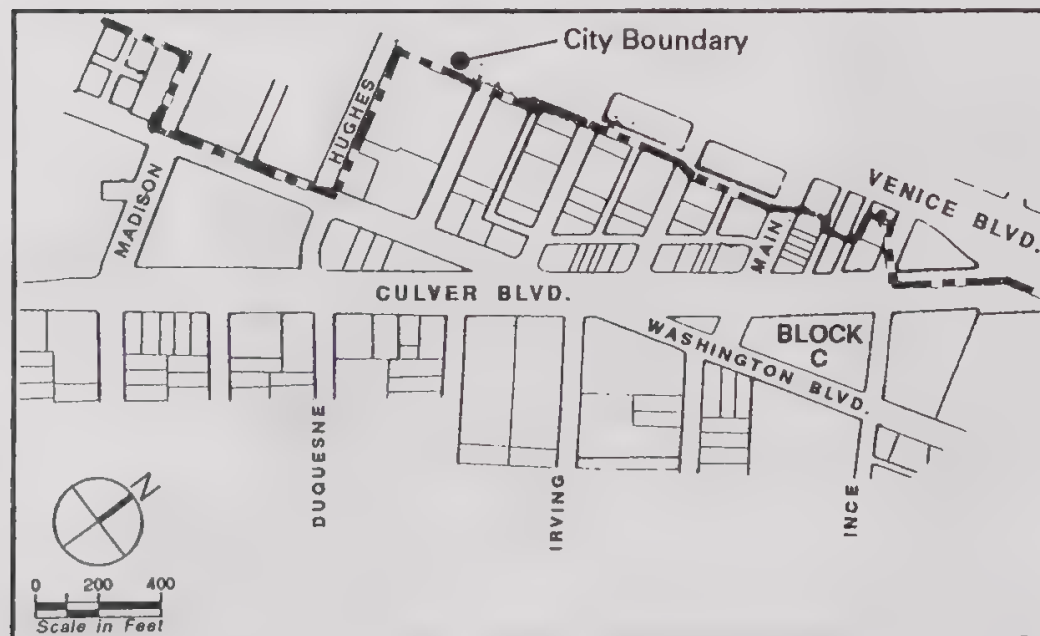 City Boundary
HUGHES
MADISON
VENICE BLVD.
MAIN
CULVER BLVD.
WASHINGTON BLVD.
BLOCK
C
DUQUESNE
IRVING
INCE
N
0 200 400
Scale in Feet